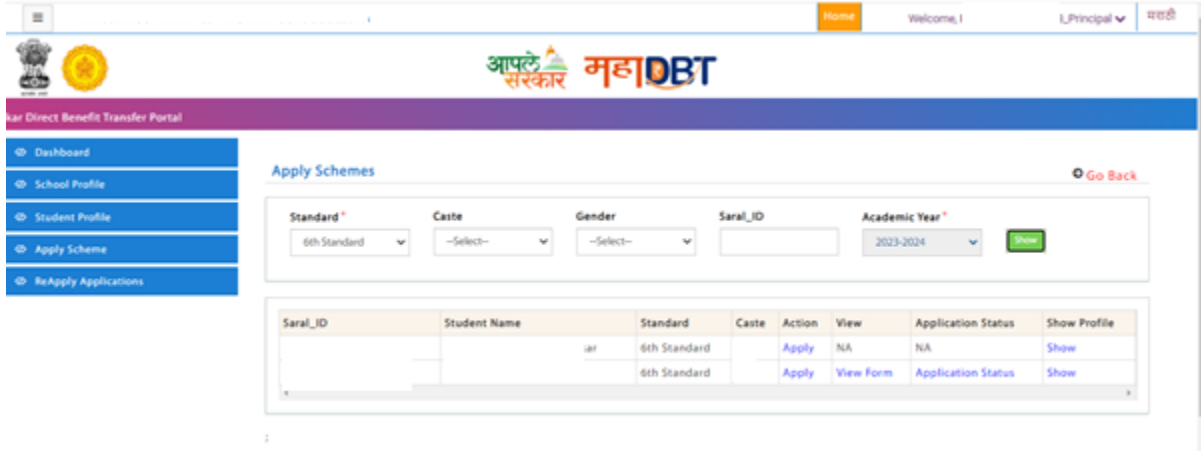 Home Welcome, I I_Principal मराठी
आपले सरकार महाDBT
kar Direct Benefit Transfer Portal
Dashboard
School Profile
Student Profile
Apply Scheme
ReApply Applications
Apply Schemes Go Back
Standard * Caste Gender Saral_ID Academic Year *
6th Standard --Select-- --Select-- 2023-2024 Show
Saral_ID Student Name Standard Caste Action View Application Status Show Profile
ar 6th Standard Apply NA NA Show
6th Standard Apply View Form Application Status Show